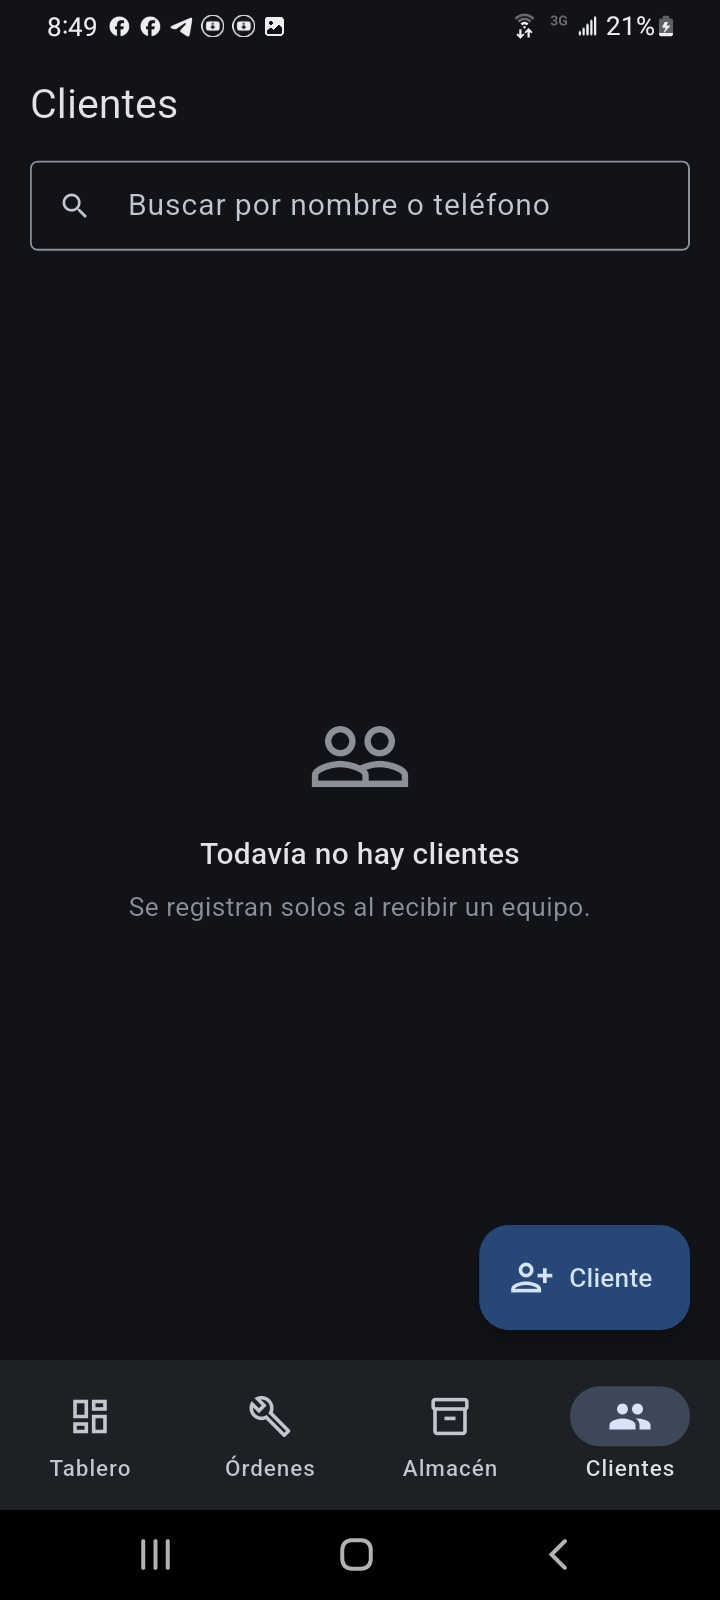 8:49
3G
21%
Clientes
Buscar por nombre o teléfono
Todavía no hay clientes
Se registran solos al recibir un equipo.
Cliente
Tablero
Órdenes
Almacén
Clientes